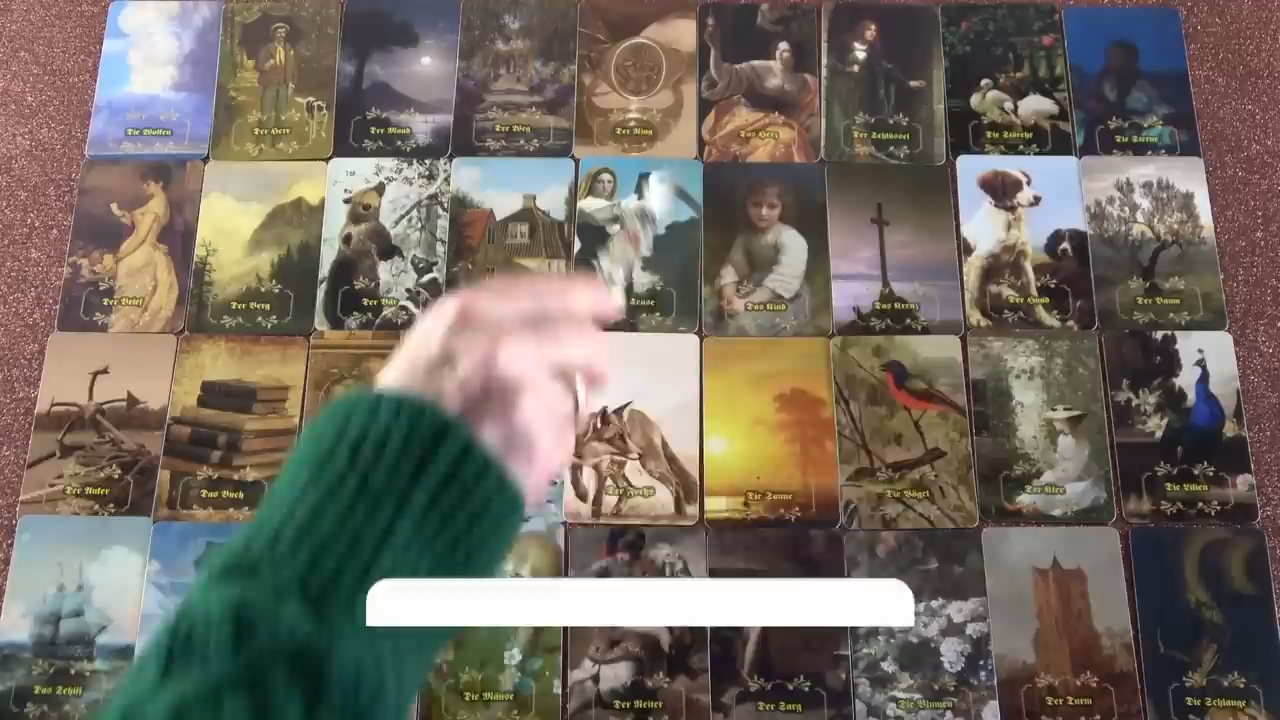 Die Wolken
Der Herr
Der Mond
Der Weg
Der Ring
Das Herz
Der Schlüssel
Die Störche
Die Sterne
Der Brief
Der Berg
Der Bär
Das Kind
Das Kreuz
Der Hund
Der Baum
Der Anker
Das Buch
Der Fuchs
Die Sonne
Die Vögel
Der Klee
Die Lilien
Das Schiff
Die Mäuse
Der Reiter
Der Sarg
Die Blumen
Der Turm
Die Schlange